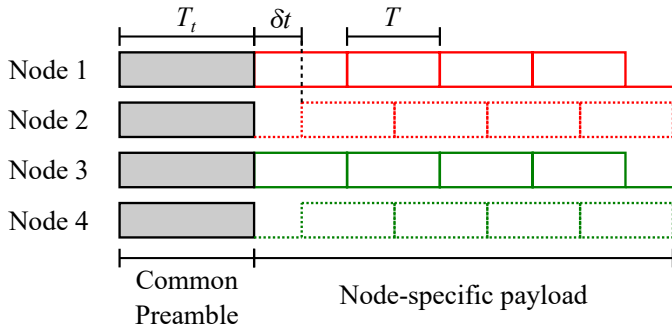 T_t δt T
Node 1
Node 2
Node 3
Node 4
Common
Preamble
Node-specific payload